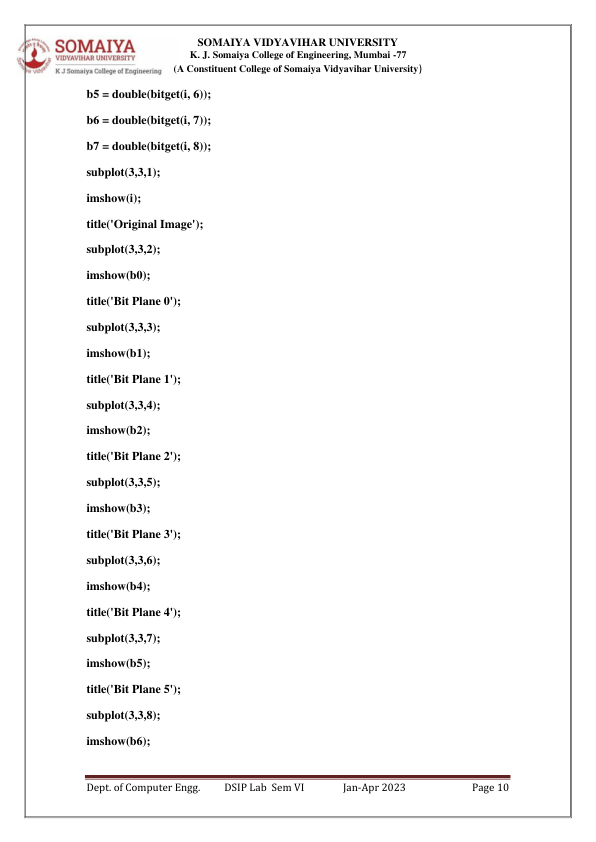 SOMAIYA
VIDYAVIHAR UNIVERSITY
K J Somaiya College of Engineering
SOMAIYA VIDYAVIHAR UNIVERSITY
K. J. Somaiya College of Engineering, Mumbai -77
(A Constituent College of Somaiya Vidyavihar University)
b5 = double(bitget(i, 6));
b6 = double(bitget(i, 7));
b7 = double(bitget(i, 8));
subplot(3,3,1);
imshow(i);
title('Original Image');
subplot(3,3,2);
imshow(b0);
title('Bit Plane 0');
subplot(3,3,3);
imshow(b1);
title('Bit Plane 1');
subplot(3,3,4);
imshow(b2);
title('Bit Plane 2');
subplot(3,3,5);
imshow(b3);
title('Bit Plane 3');
subplot(3,3,6);
imshow(b4);
title('Bit Plane 4');
subplot(3,3,7);
imshow(b5);
title('Bit Plane 5');
subplot(3,3,8);
imshow(b6);
Dept. of Computer Engg. DSIP Lab Sem VI Jan-Apr 2023 Page 10